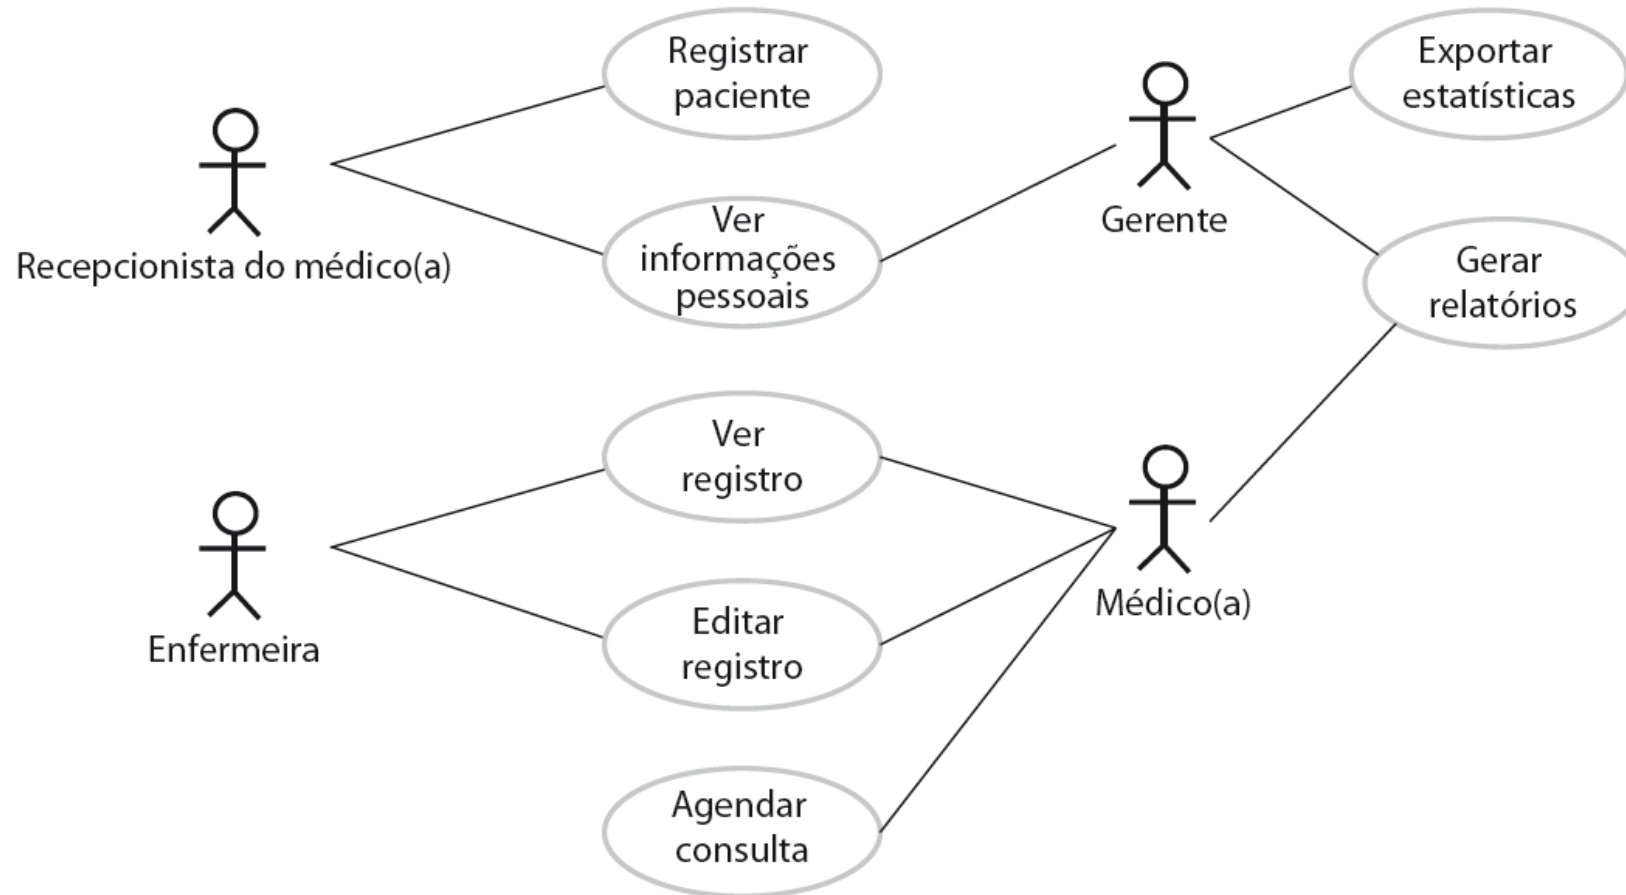 Registrar
paciente
Exportar
estatísticas
Recepcionista do médico(a)
Ver
informações
pessoais
Gerente
Gerar
relatórios
Ver
registro
Enfermeira
Editar
registro
Médico(a)
Agendar
consulta